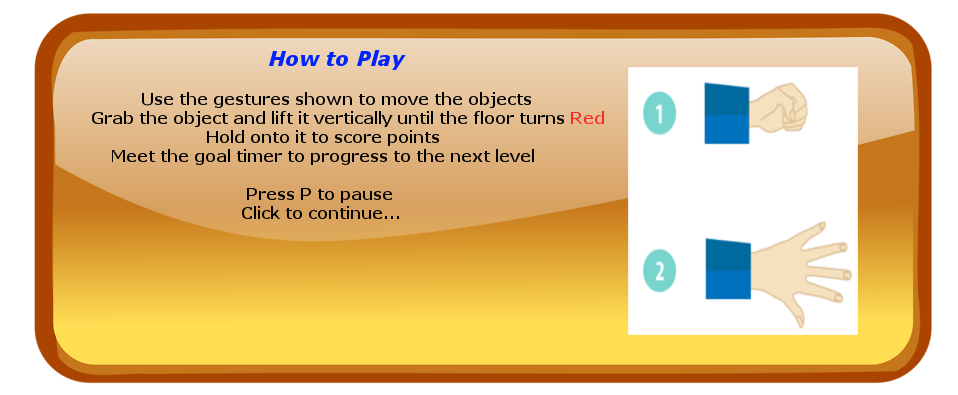 How to Play
Use the gestures shown to move the objects
Grab the object and lift it vertically until the floor turns Red
Hold onto it to score points
Meet the goal timer to progress to the next level
Press P to pause
Click to continue...
1
2